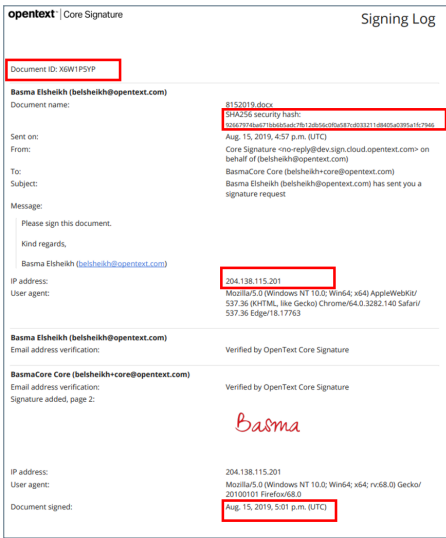 opentext™ | Core Signature
Signing Log
Document ID: X6W1P5YP
Basma Elsheikh (belsheikh@opentext.com)
Document name: 8152019.docx
SHA256 security hash:
92667974ba671bb6b5adc7fb12db56c0f0a587cd033211d8405a0395a1fc7946
Sent on: Aug. 15, 2019, 4:57 p.m. (UTC)
From: Core Signature <no-reply@dev.sign.cloud.opentext.com> on
behalf of (belsheikh@opentext.com)
To: BasmaCore Core (belsheikh+core@opentext.com)
Subject: Basma Elsheikh (belsheikh@opentext.com) has sent you a
signature request
Message:
Please sign this document.
Kind regards,
Basma Elsheikh (belsheikh@opentext.com)
IP address: 204.138.115.201
User agent: Mozilla/5.0 (Windows NT 10.0; Win64; x64) AppleWebKit/
537.36 (KHTML, like Gecko) Chrome/64.0.3282.140 Safari/
537.36 Edge/18.17763
Basma Elsheikh (belsheikh@opentext.com)
Email address verification: Verified by OpenText Core Signature
BasmaCore Core (belsheikh+core@opentext.com)
Email address verification: Verified by OpenText Core Signature
Signature added, page 2:
Basma
IP address: 204.138.115.201
User agent: Mozilla/5.0 (Windows NT 10.0; Win64; x64; rv:68.0) Gecko/
20100101 Firefox/68.0
Document signed: Aug. 15, 2019, 5:01 p.m. (UTC)